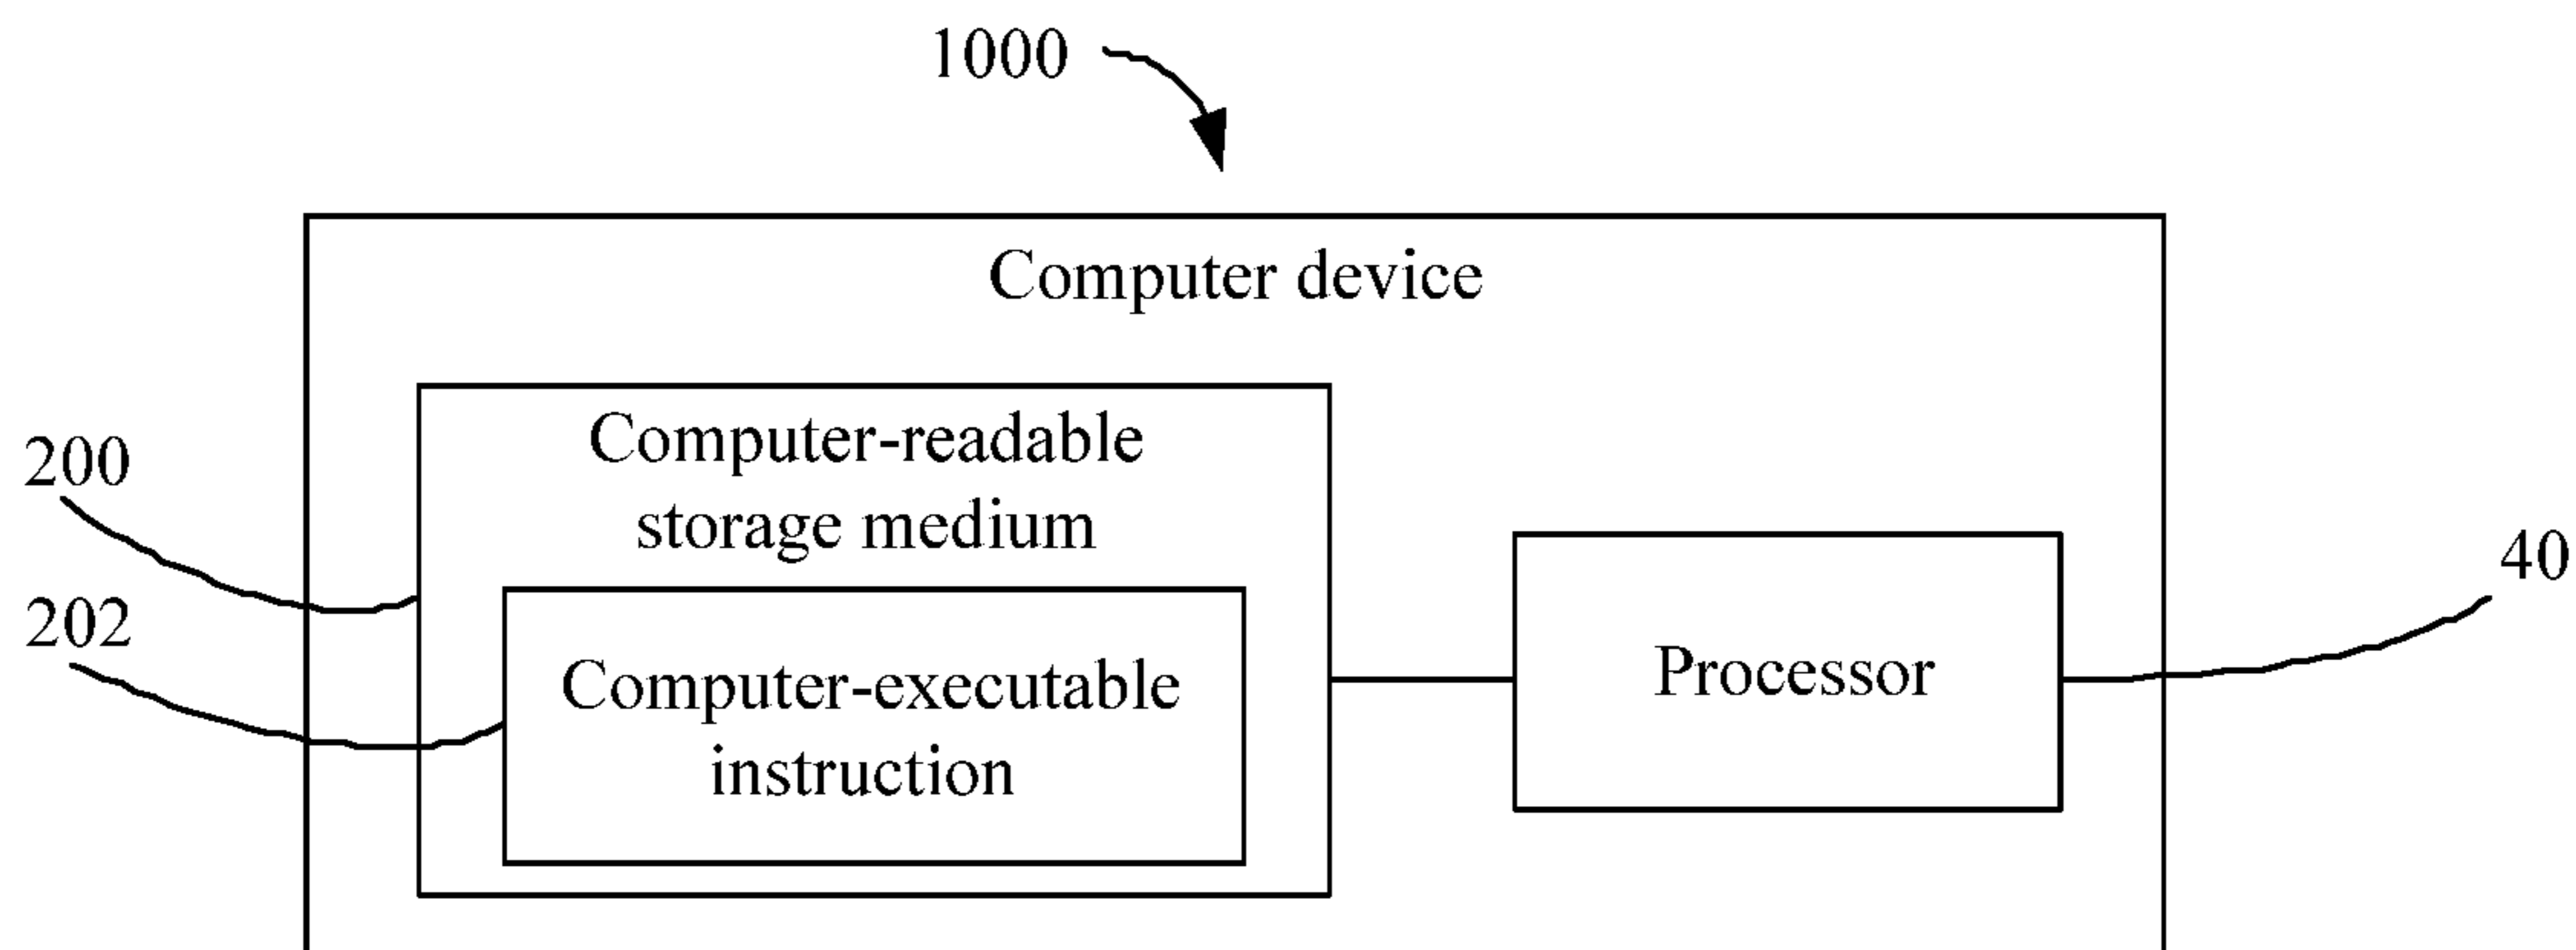 1000
Computer device
Computer-readable
storage medium
200
202
Computer-executable
instruction
Processor
40